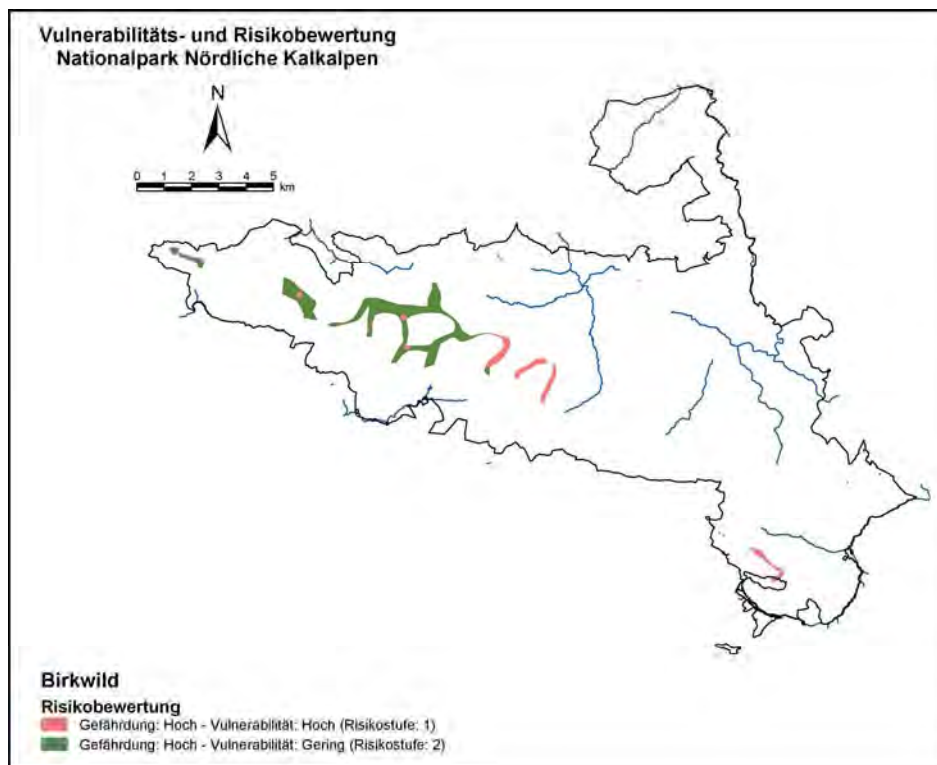 Vulnerabilitäts- und Risikobewertung
Nationalpark Nördliche Kalkalpen
N
0 1 2 3 4 5
km
Birkwild
Risikobewertung
Gefährdung: Hoch - Vulnerabilität: Hoch (Risikostufe: 1)
Gefährdung: Hoch - Vulnerabilität: Gering (Risikostufe: 2)